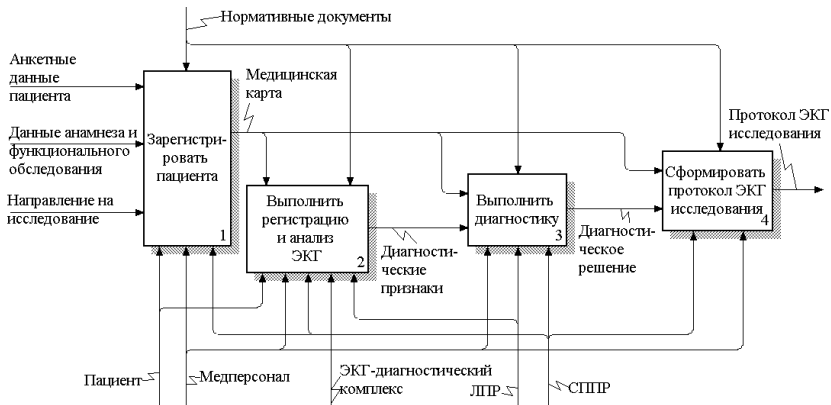 Нормативные документы
Анкетные
данные
пациента
Данные анамнеза и
функционального
обследования
Направление на
исследование
Зарегистри-
ровать
пациента
1
Медицинская
карта
Выполнить
регистрацию
и анализ
ЭКГ
2
Диагности-
ческие
признаки
Выполнить
диагностику
3
Диагности-
ческое
решение
Протокол ЭКГ
исследования
Сформировать
протокол ЭКГ
исследования
4
Пациент
Медперсонал
ЭКГ-диагностический
комплекс
ЛПР
СППР